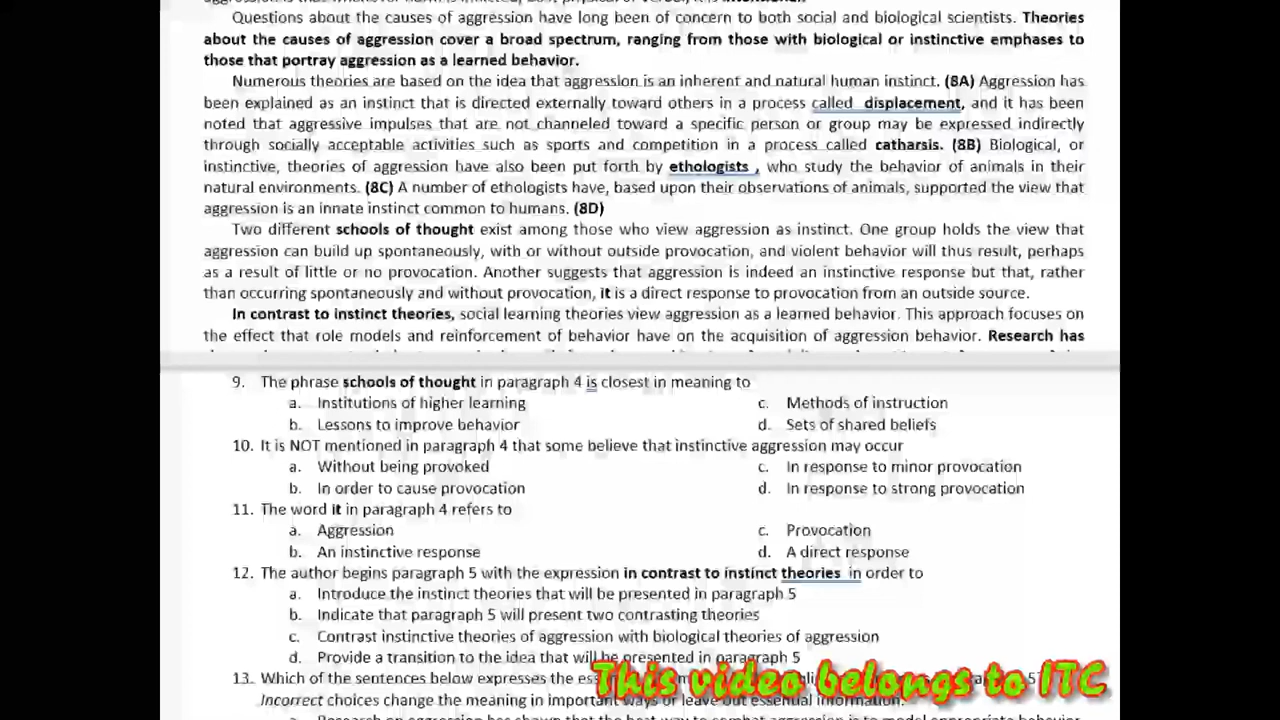 Questions about the causes of aggression have long been of concern to both social and biological scientists. Theories
about the causes of aggression cover a broad spectrum, ranging from those with biological or instinctive emphases to
those that portray aggression as a learned behavior.
Numerous theories are based on the idea that aggression is an inherent and natural human instinct. (8A) Aggression has
been explained as an instinct that is directed externally toward others in a process called displacement, and it has been
noted that aggressive impulses that are not channeled toward a specific person or group may be expressed indirectly
through socially acceptable activities such as sports and competition in a process called catharsis. (8B) Biological, or
instinctive, theories of aggression have also been put forth by ethologists , who study the behavior of animals in their
natural environments. (8C) A number of ethologists have, based upon their observations of animals, supported the view that
aggression is an innate instinct common to humans. (8D)
Two different schools of thought exist among those who view aggression as instinct. One group holds the view that
aggression can build up spontaneously, with or without outside provocation, and violent behavior will thus result, perhaps
as a result of little or no provocation. Another suggests that aggression is indeed an instinctive response but that, rather
than occurring spontaneously and without provocation, it is a direct response to provocation from an outside source.
In contrast to instinct theories, social learning theories view aggression as a learned behavior. This approach focuses on
the effect that role models and reinforcement of behavior have on the acquisition of aggression behavior. Research has
9. The phrase schools of thought in paragraph 4 is closest in meaning to
a. Institutions of higher learning
c. Methods of instruction
b. Lessons to improve behavior
d. Sets of shared beliefs
10. It is NOT mentioned in paragraph 4 that some believe that instinctive aggression may occur
a. Without being provoked
c. In response to minor provocation
b. In order to cause provocation
d. In response to strong provocation
11. The word it in paragraph 4 refers to
a. Aggression
c. Provocation
b. An instinctive response
d. A direct response
12. The author begins paragraph 5 with the expression in contrast to instinct theories in order to
a. Introduce the instinct theories that will be presented in paragraph 5
b. Indicate that paragraph 5 will present two contrasting theories
c. Contrast instinctive theories of aggression with biological theories of aggression
d. Provide a transition to the idea that will be presented in paragraph 5
13. Which of the sentences below expresses the
This video belongs to ITC
Incorrect choices change the meaning in important ways or leave out essential information.
a. Research on aggression has shown that the best way to combat aggression is to model appropriate behavior